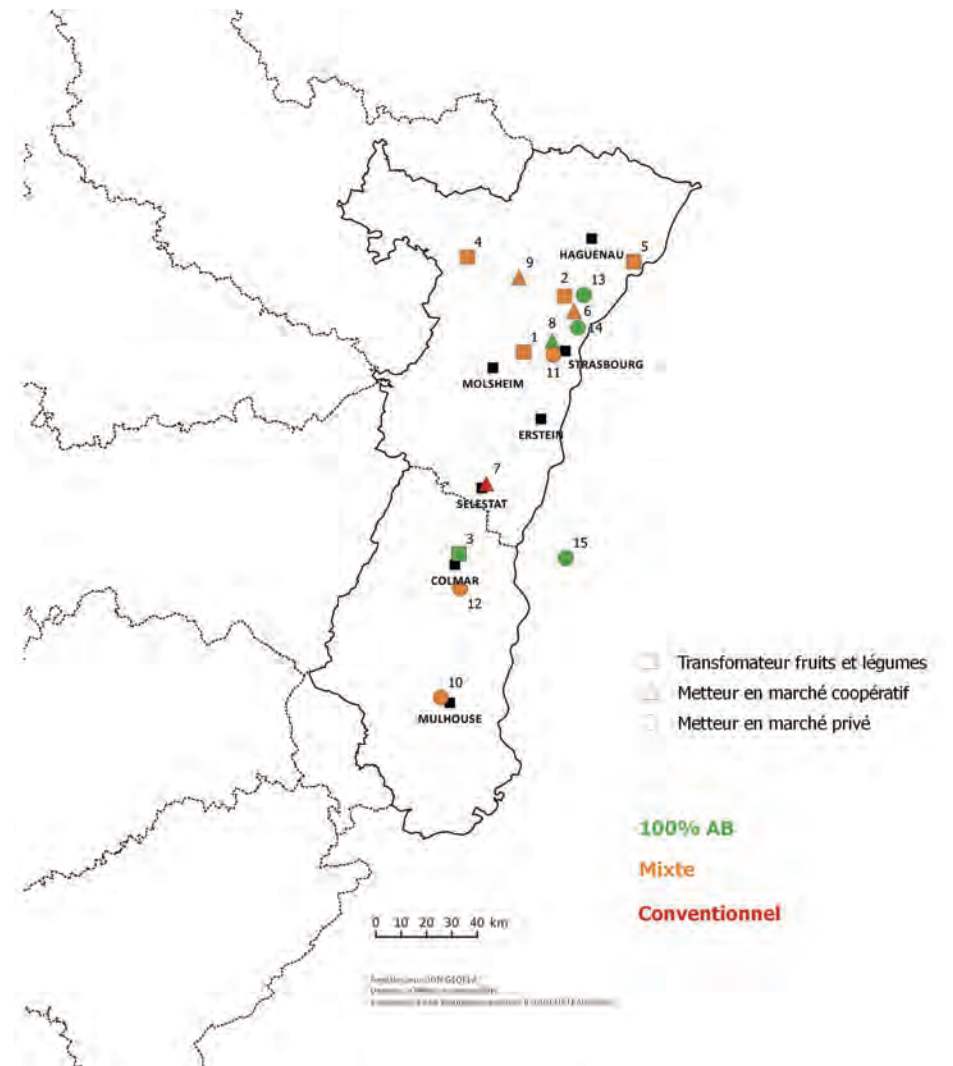 4
HAGUENAU
5
9
2
13
6
8
14
1
STRASBOURG
11
MOLSHEIM
ERSTEIN
7
SELESTAT
3
15
COLMAR
12
10
MULHOUSE
Transfomateur fruits et légumes
Metteur en marché coopératif
Metteur en marché privé
100% AB
Mixte
Conventionnel
0 10 20 30 40 km